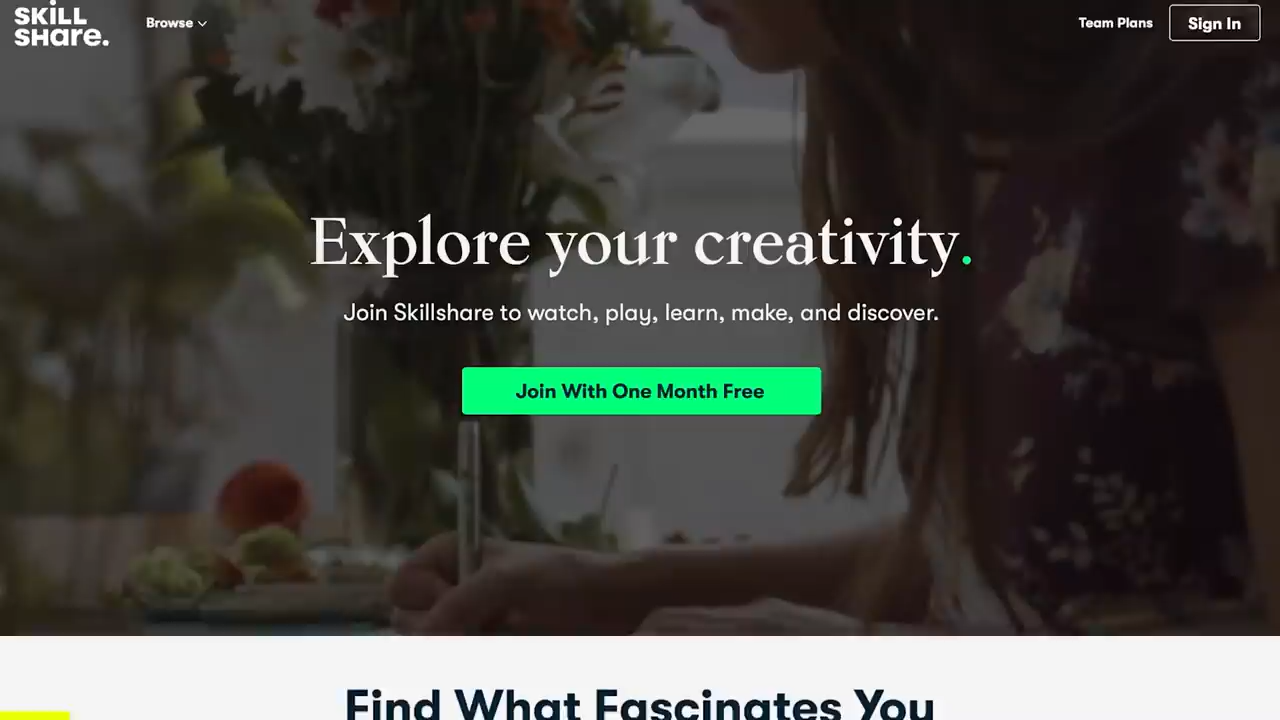 SKiLL
SHare.
Browse
Team Plans
Sign In
Explore your creativity.
Join Skillshare to watch, play, learn, make, and discover.
Join With One Month Free
Find What Fascinates You